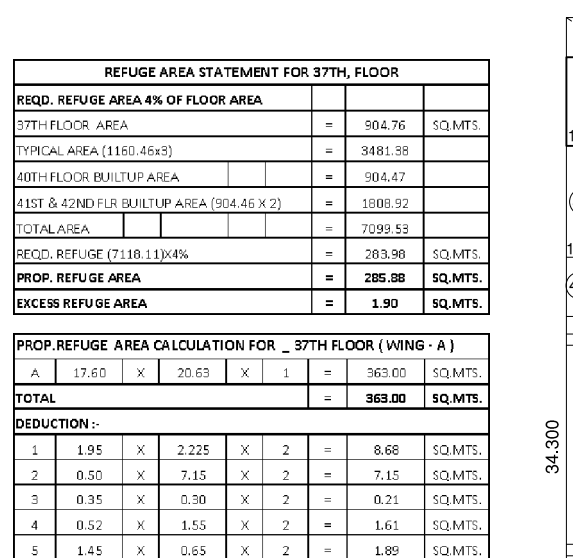 REFUGE AREA STATEMENT FOR 37TH, FLOOR
REQD. REFUGE AREA 4% OF FLOOR AREA
37TH FLOOR AREA = 904.76 SQ.MTS.
TYPICAL AREA (1160.46x3) = 3481.38
40TH FLOOR BUILTUP AREA = 904.47
41ST & 42ND FLR BUILTUP AREA (904.46 X 2) = 1808.92
TOTAL AREA = 7099.53
REQD. REFUGE (7118.11)X4% = 283.98 SQ.MTS.
PROP. REFUGE AREA = 285.88 SQ.MTS.
EXCESS REFUGE AREA = 1.90 SQ.MTS.
PROP.REFUGE AREA CALCULATION FOR _ 37TH FLOOR ( WING - A )
A 17.60 X 20.63 X 1 = 363.00 SQ.MTS.
TOTAL = 363.00 SQ.MTS.
DEDUCTION :-
1 1.95 X 2.225 X 2 = 8.68 SQ.MTS.
2 0.50 X 7.15 X 2 = 7.15 SQ.MTS.
3 0.35 X 0.30 X 2 = 0.21 SQ.MTS.
4 0.52 X 1.55 X 2 = 1.61 SQ.MTS.
5 1.45 X 0.65 X 2 = 1.89 SQ.MTS.
34.300